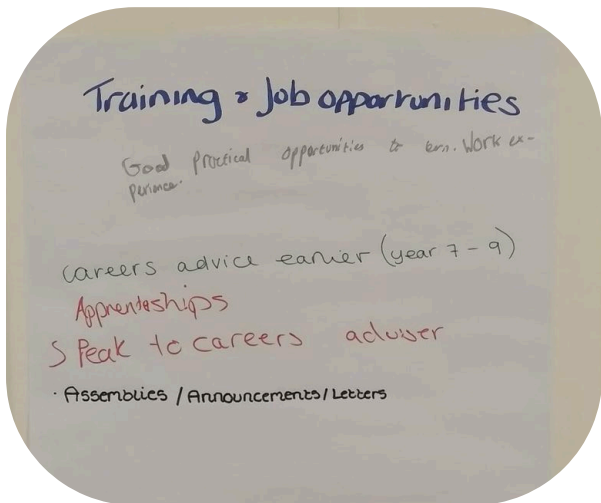 Training & Job opportunities
Good Practical opportunities to ern. Work ex-
perience.
careers advice earlier (year 7-9)
Apprenteships
Speak to careers adviser
· Assemblies / Announcements / Letters